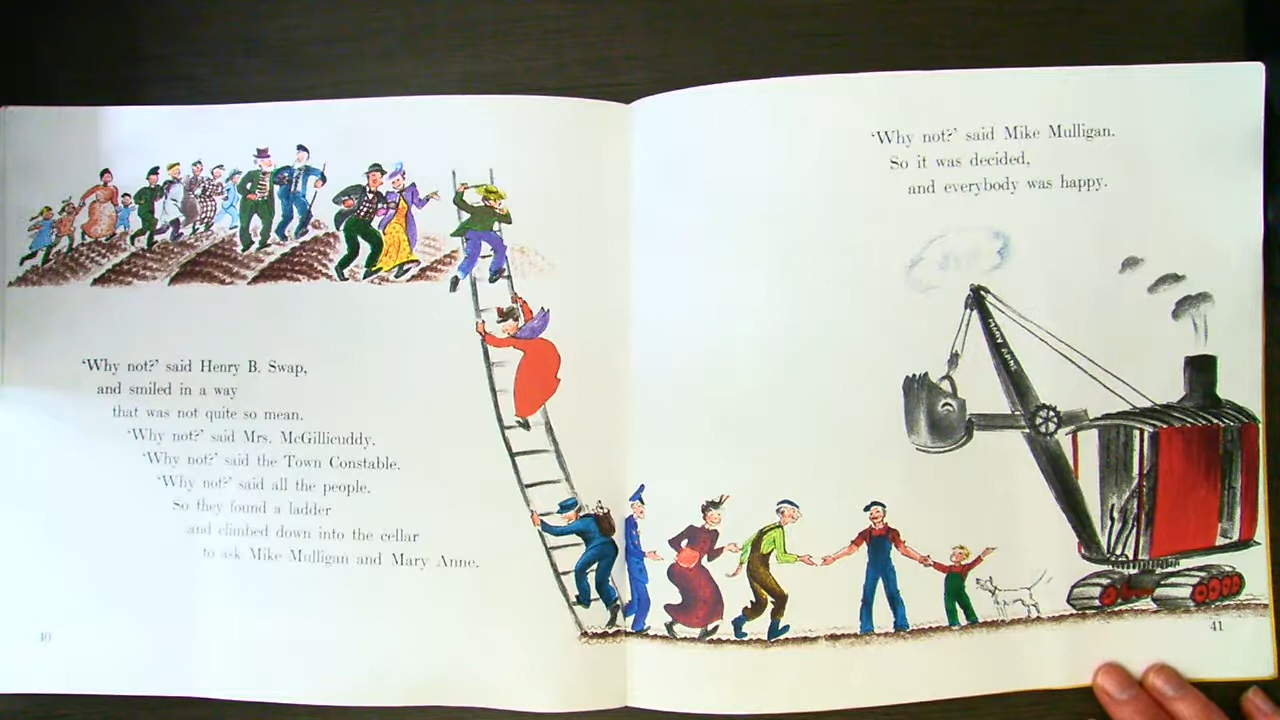 'Why not?' said Henry B. Swap,
and smiled in a way
that was not quite so mean.
'Why not?' said Mrs. McGillicuddy.
'Why not?' said the Town Constable.
'Why not?' said all the people.
So they found a ladder
and climbed down into the cellar
to ask Mike Mulligan and Mary Anne.
40
'Why not?' said Mike Mulligan.
So it was decided,
and everybody was happy.
MARY ANNE
41